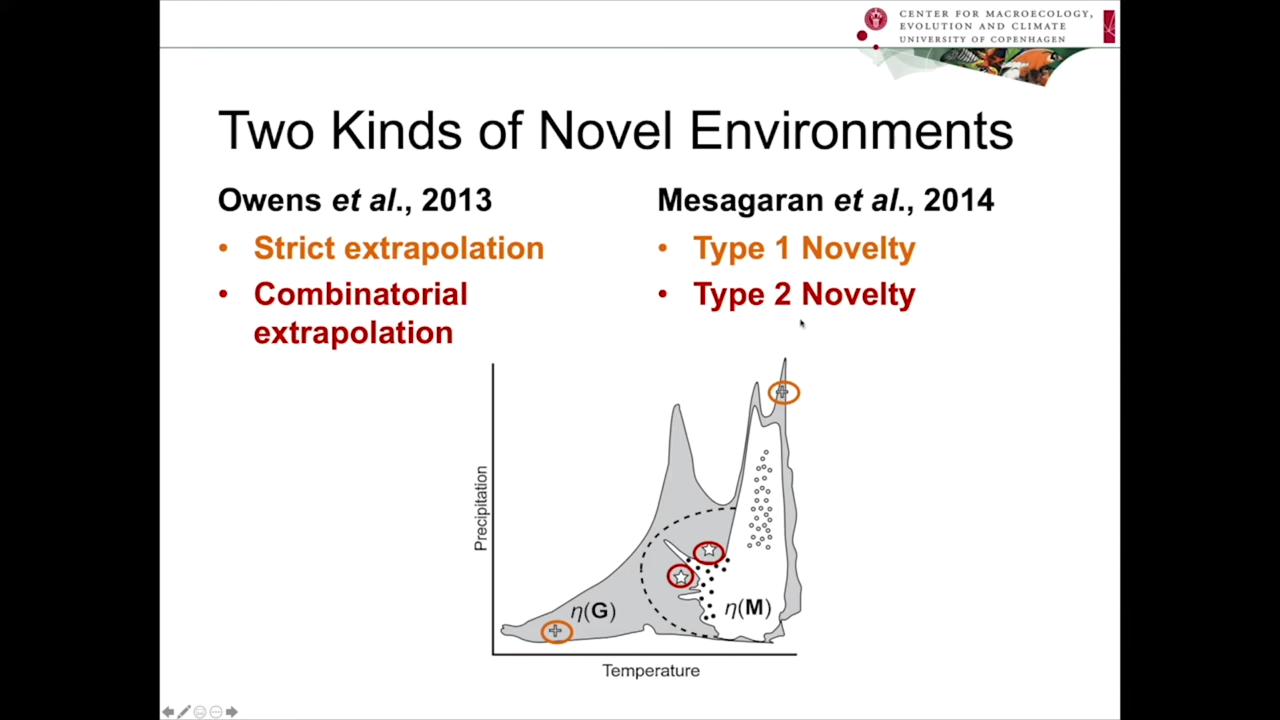 CENTER FOR MACROECOLOGY,
EVOLUTION AND CLIMATE
UNIVERSITY OF COPENHAGEN
Two Kinds of Novel Environments
Owens et al., 2013
• Strict extrapolation
• Combinatorial
extrapolation
Mesagaran et al., 2014
• Type 1 Novelty
• Type 2 Novelty
Precipitation
η(G)
η(M)
Temperature